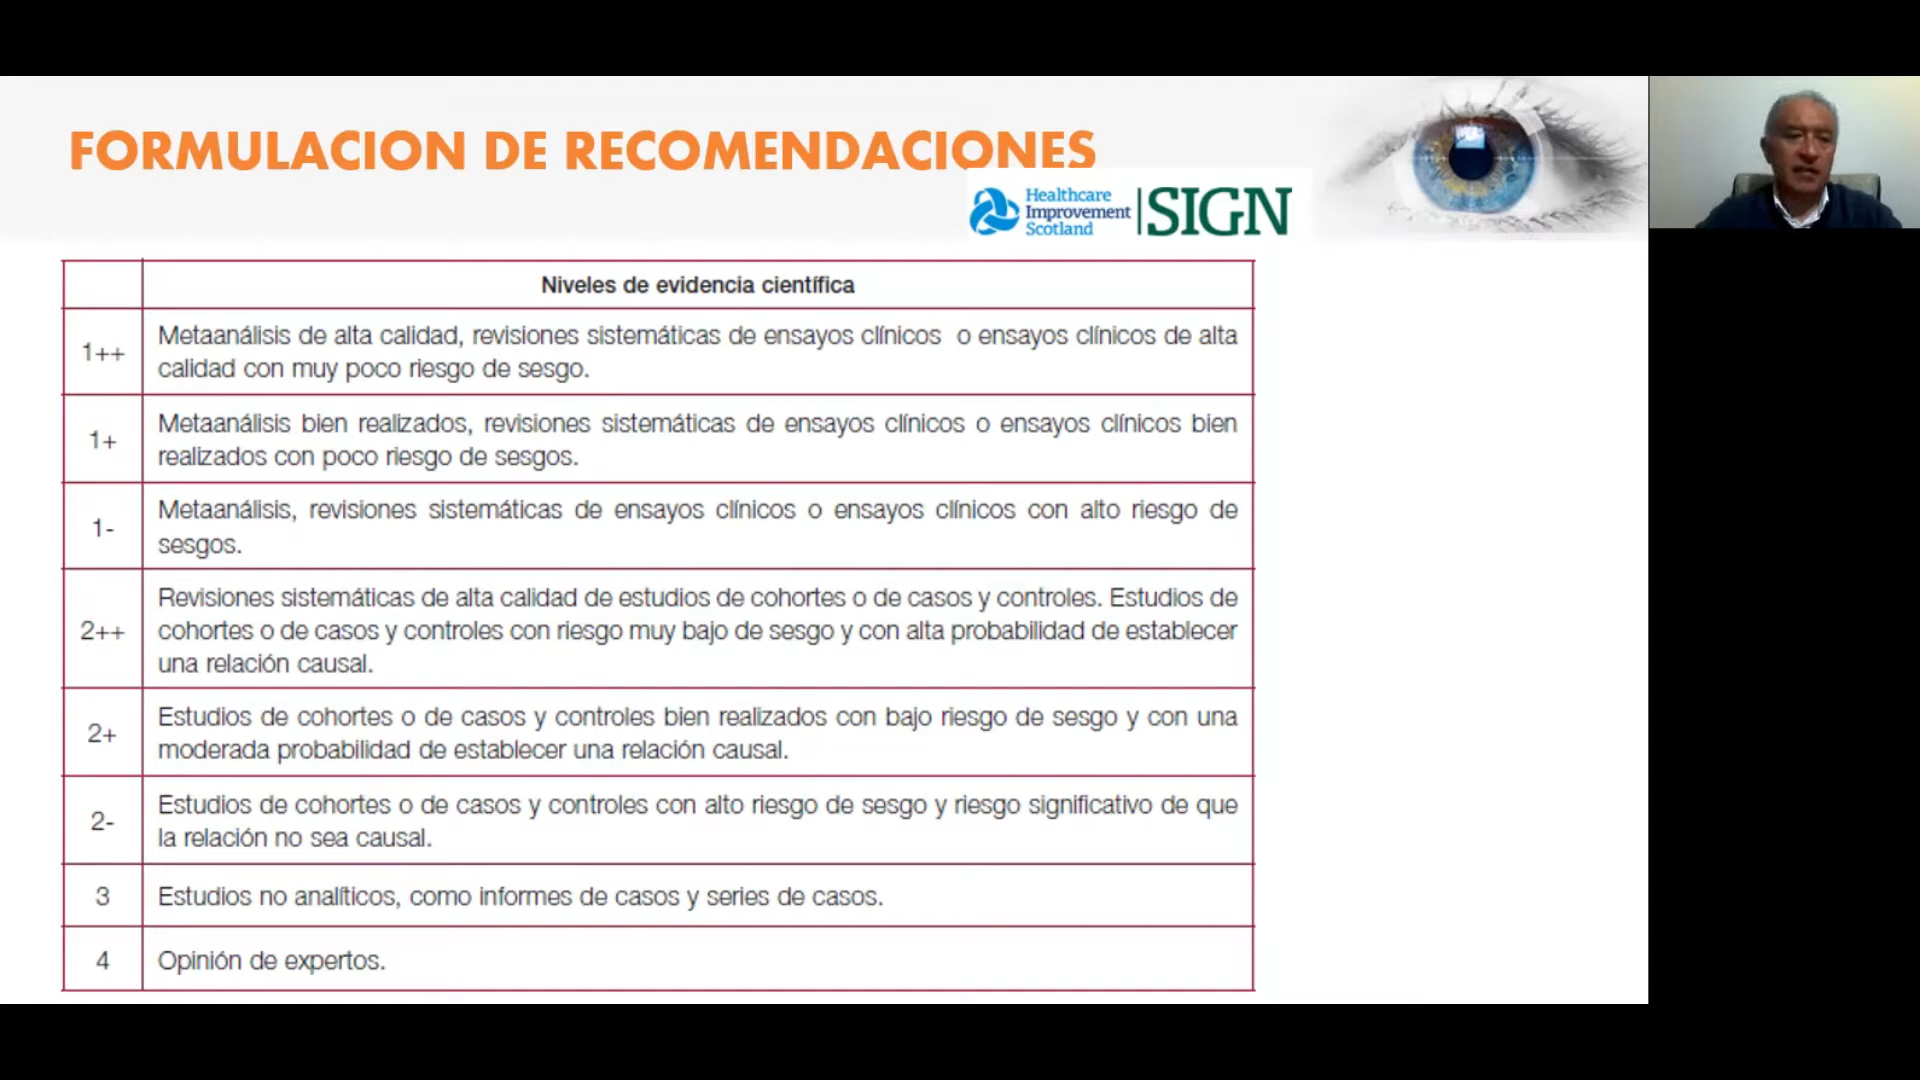 FORMULACION DE RECOMENDACIONES
Healthcare
Improvement
Scotland
SIGN
Niveles de evidencia científica
1++
Metaanálisis de alta calidad, revisiones sistemáticas de ensayos clínicos o ensayos clínicos de alta
calidad con muy poco riesgo de sesgo.
1+
Metaanálisis bien realizados, revisiones sistemáticas de ensayos clínicos o ensayos clínicos bien
realizados con poco riesgo de sesgos.
1-
Metaanálisis, revisiones sistemáticas de ensayos clínicos o ensayos clínicos con alto riesgo de
sesgos.
2++
Revisiones sistemáticas de alta calidad de estudios de cohortes o de casos y controles. Estudios de
cohortes o de casos y controles con riesgo muy bajo de sesgo y con alta probabilidad de establecer
una relación causal.
2+
Estudios de cohortes o de casos y controles bien realizados con bajo riesgo de sesgo y con una
moderada probabilidad de establecer una relación causal.
2-
Estudios de cohortes o de casos y controles con alto riesgo de sesgo y riesgo significativo de que
la relación no sea causal.
3
Estudios no analíticos, como informes de casos y series de casos.
4
Opinión de expertos.